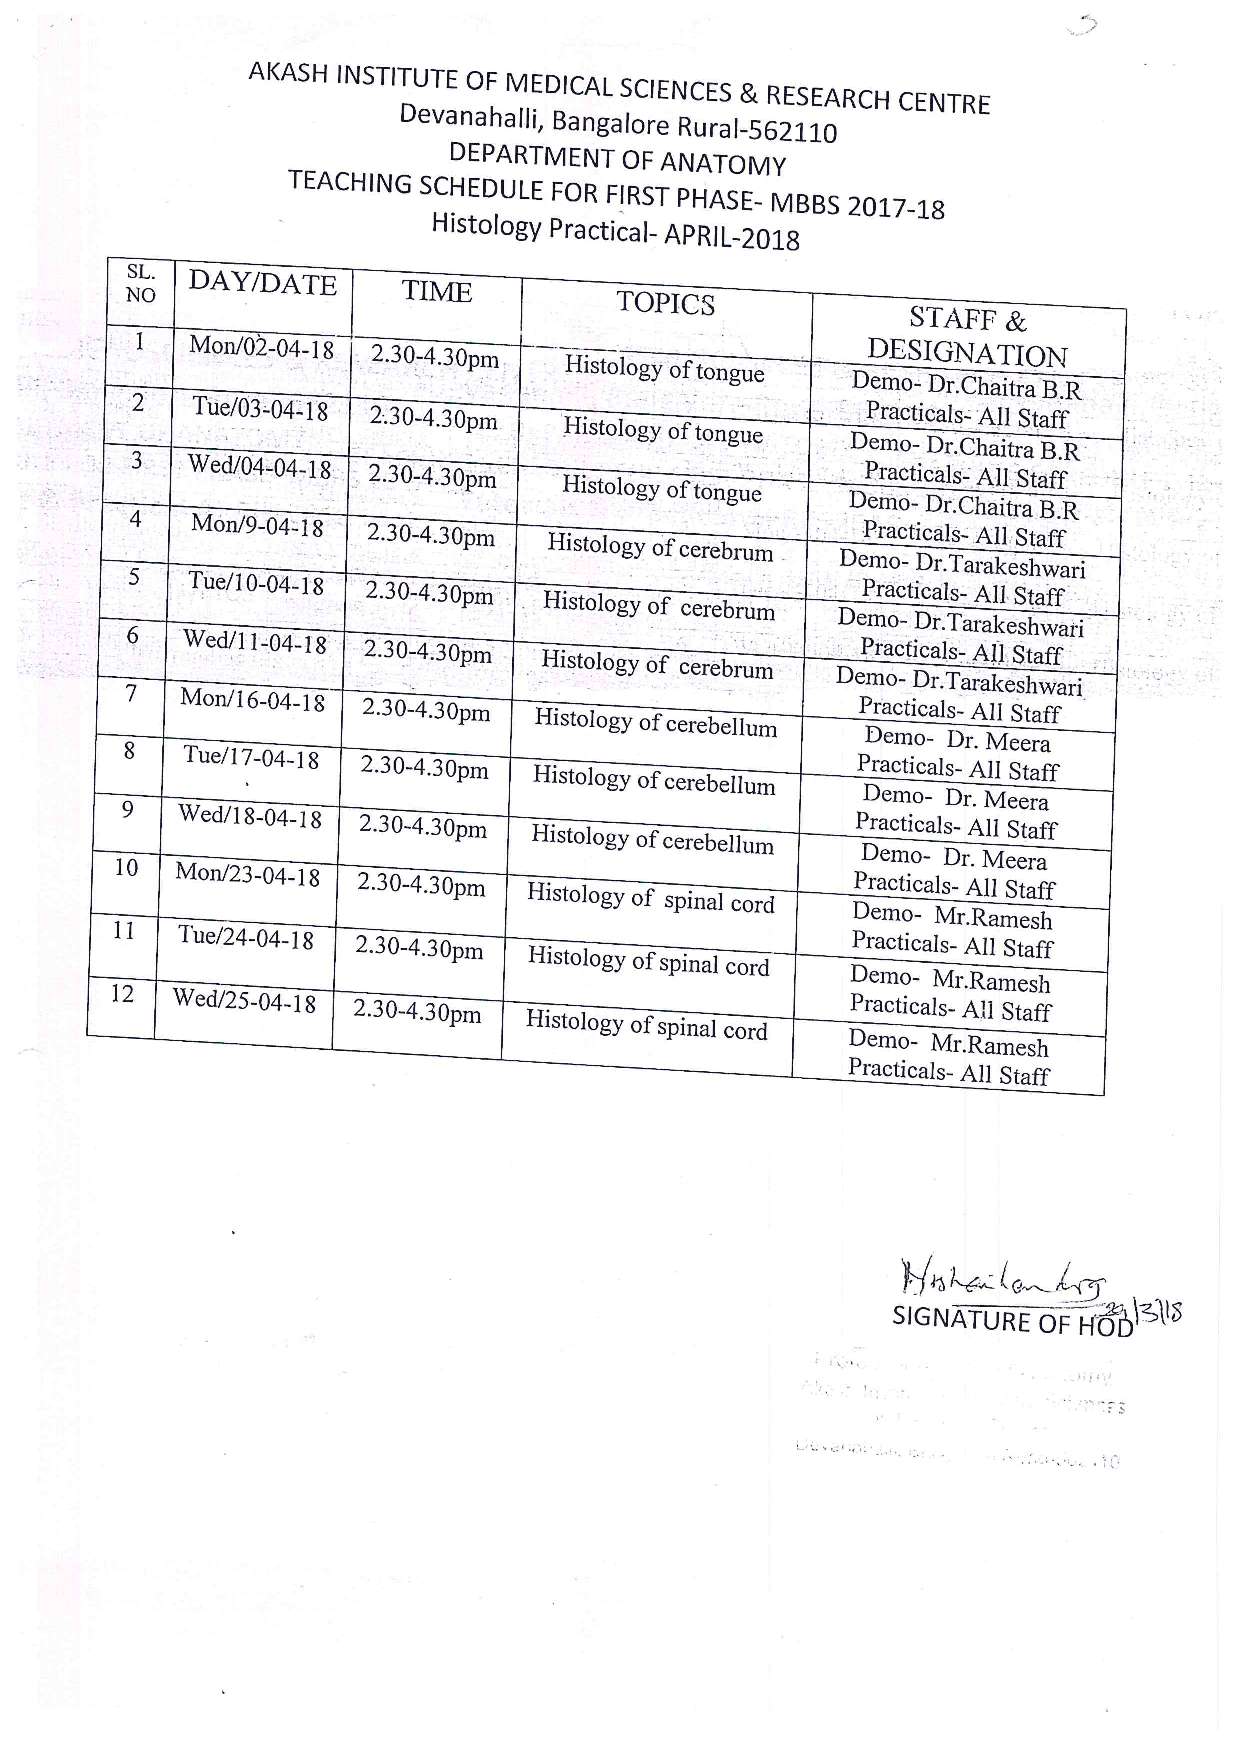 AKASH INSTITUTE OF MEDICAL SCIENCES & RESEARCH CENTRE
Devanahalli, Bangalore Rural-562110
DEPARTMENT OF ANATOMY
TEACHING SCHEDULE FOR FIRST PHASE- MBBS 2017-18
Histology Practical- APRIL-2018
SL. NO DAY/DATE TIME TOPICS STAFF & DESIGNATION
1 Mon/02-04-18 2.30-4.30pm Histology of tongue Demo- Dr.Chaitra B.R
Practicals- All Staff
2 Tue/03-04-18 2.30-4.30pm Histology of tongue Demo- Dr.Chaitra B.R
Practicals- All Staff
3 Wed/04-04-18 2.30-4.30pm Histology of tongue Demo- Dr.Chaitra B.R
Practicals- All Staff
4 Mon/9-04-18 2.30-4.30pm Histology of cerebrum Demo- Dr.Tarakeshwari
Practicals- All Staff
5 Tue/10-04-18 2.30-4.30pm Histology of cerebrum Demo- Dr.Tarakeshwari
Practicals- All Staff
6 Wed/11-04-18 2.30-4.30pm Histology of cerebrum Demo- Dr.Tarakeshwari
Practicals- All Staff
7 Mon/16-04-18 2.30-4.30pm Histology of cerebellum Demo- Dr. Meera
Practicals- All Staff
8 Tue/17-04-18 2.30-4.30pm Histology of cerebellum Demo- Dr. Meera
Practicals- All Staff
9 Wed/18-04-18 2.30-4.30pm Histology of cerebellum Demo- Dr. Meera
Practicals- All Staff
10 Mon/23-04-18 2.30-4.30pm Histology of spinal cord Demo- Mr.Ramesh
Practicals- All Staff
11 Tue/24-04-18 2.30-4.30pm Histology of spinal cord Demo- Mr.Ramesh
Practicals- All Staff
12 Wed/25-04-18 2.30-4.30pm Histology of spinal cord Demo- Mr.Ramesh
Practicals- All Staff
SIGNATURE OF HOD